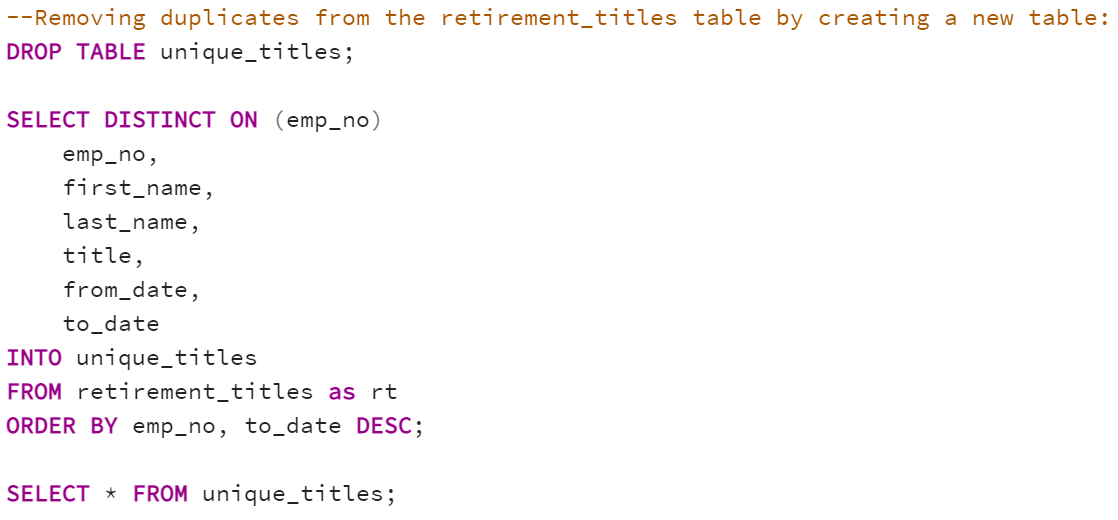 --Removing duplicates from the retirement_titles table by creating a new table:
DROP TABLE unique_titles;

SELECT DISTINCT ON (emp_no)
    emp_no,
    first_name,
    last_name,
    title,
    from_date,
    to_date
INTO unique_titles
FROM retirement_titles as rt
ORDER BY emp_no, to_date DESC;

SELECT * FROM unique_titles;